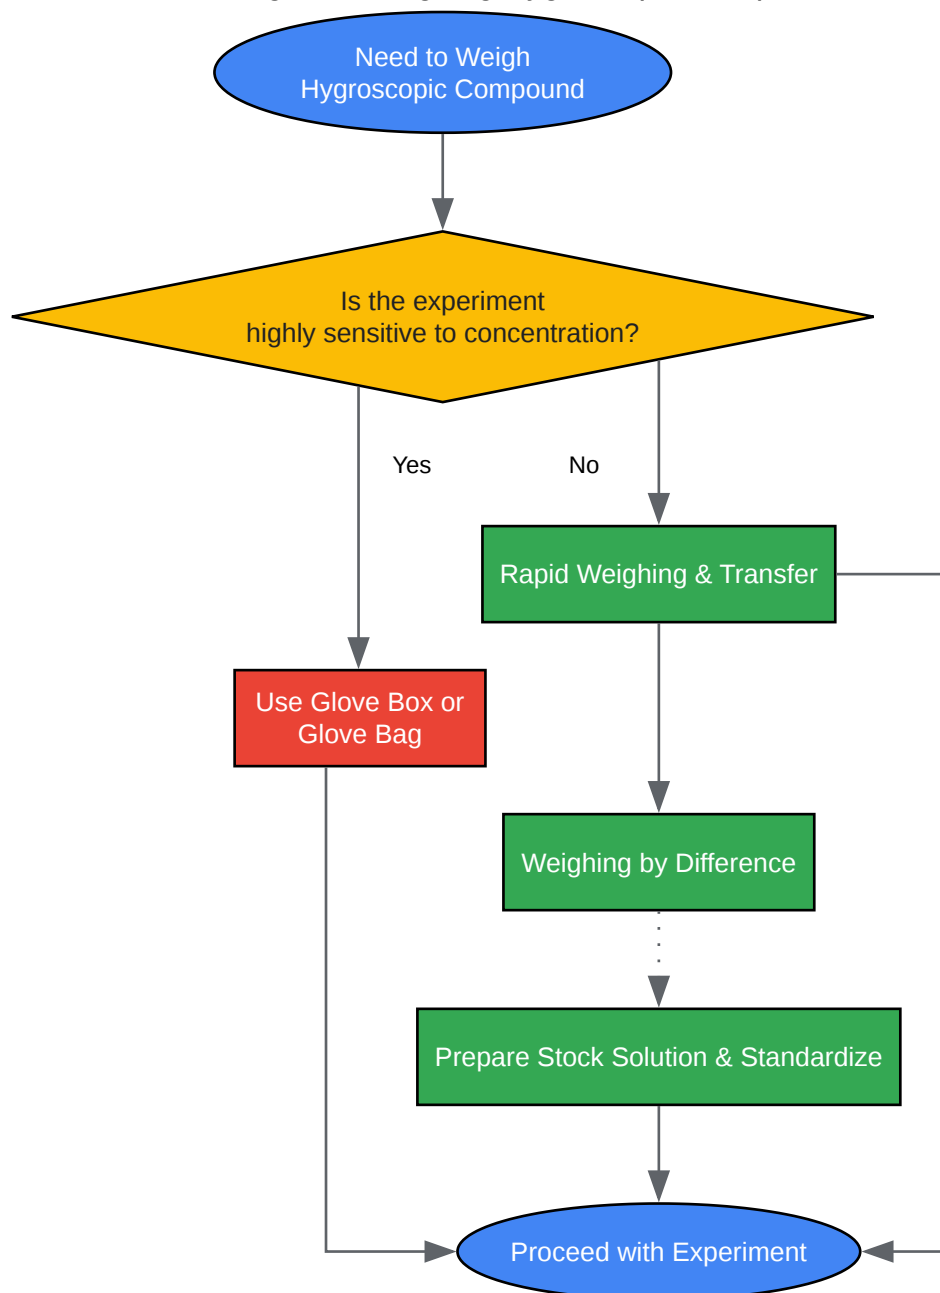 Need to Weigh
Hygroscopic Compound
Is the experiment
highly sensitive to concentration?
Yes
No
Rapid Weighing & Transfer
Use Glove Box or
Glove Bag
Weighing by Difference
Prepare Stock Solution & Standardize
Proceed with Experiment